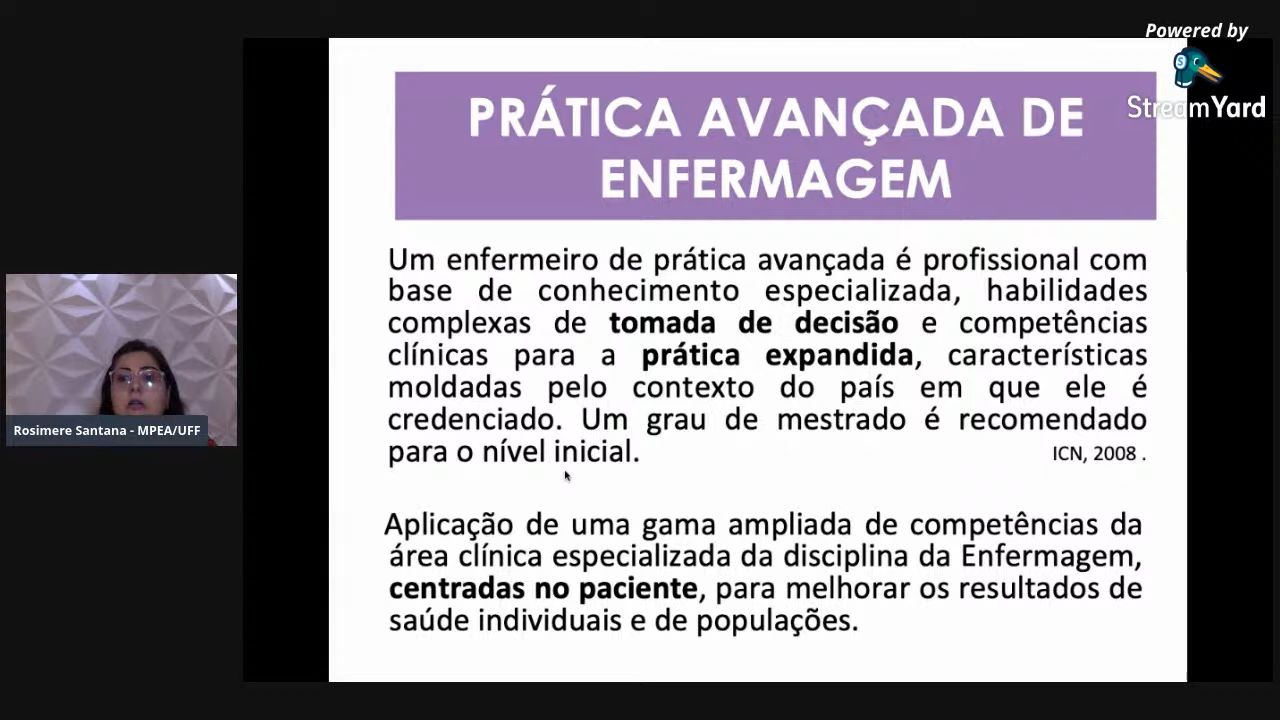 Powered by
StreamYard
PRÁTICA AVANÇADA DE
ENFERMAGEM
Um enfermeiro de prática avançada é profissional com
base de conhecimento especializada, habilidades
complexas de tomada de decisão e competências
clínicas para a prática expandida, características
moldadas pelo contexto do país em que ele é
credenciado. Um grau de mestrado é recomendado
para o nível inicial.
ICN, 2008 .
Aplicação de uma gama ampliada de competências da
área clínica especializada da disciplina da Enfermagem,
centradas no paciente, para melhorar os resultados de
saúde individuais e de populações.
Rosimere Santana - MPEA/UFF